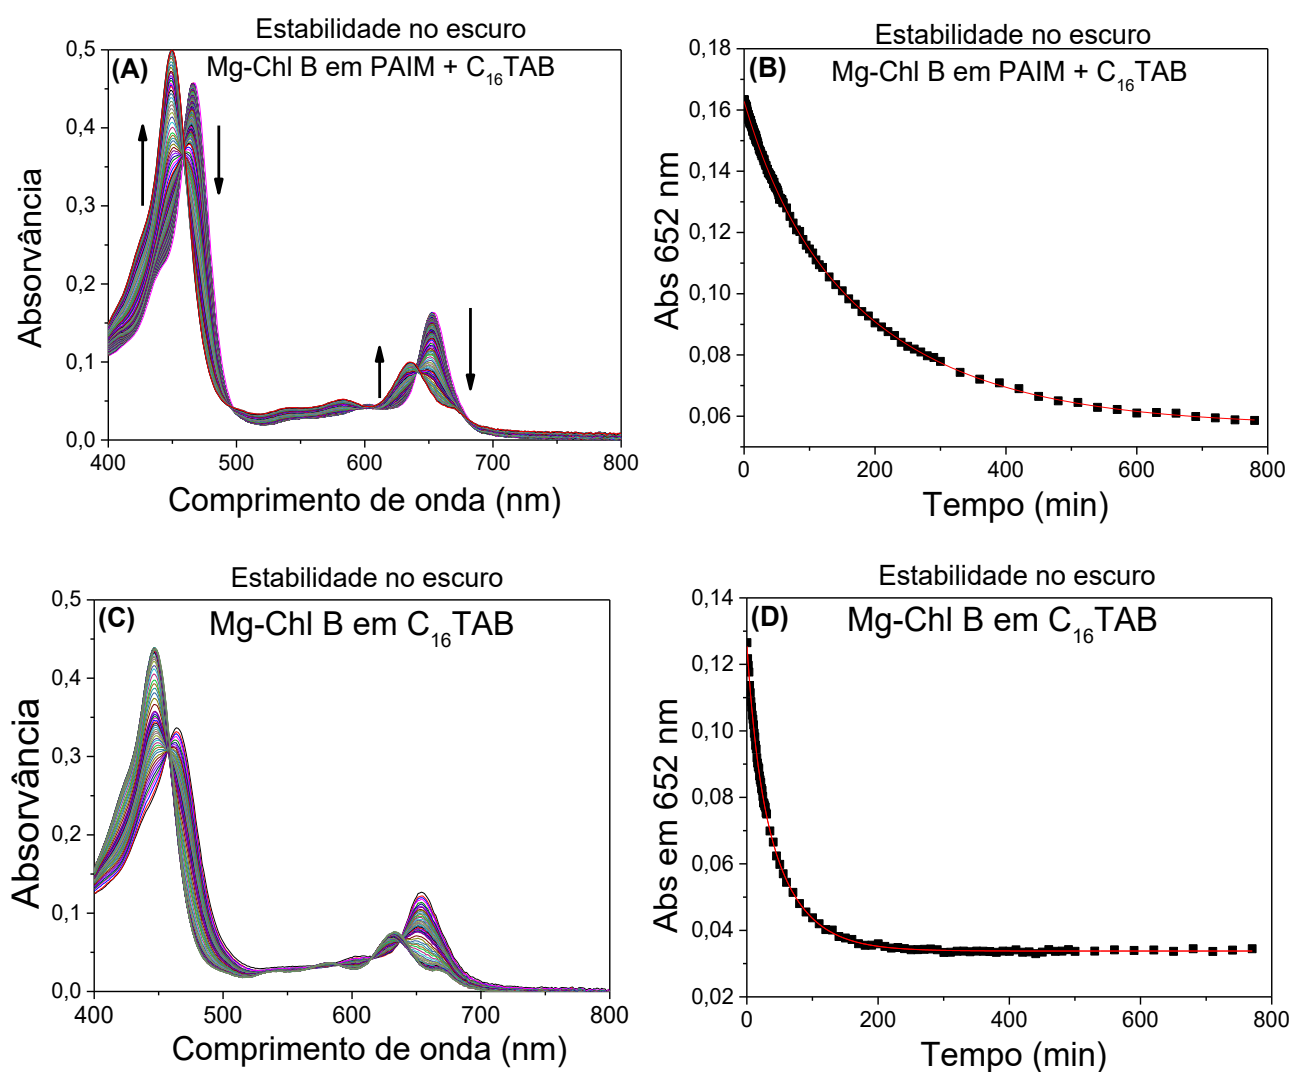 Estabilidade no escuro
(A)
Mg-Chl B em PAIM + C16TAB
0,5
0,4
0,3
0,2
0,1
0,0
Absorvância
400
500
600
700
800
Comprimento de onda (nm)
Estabilidade no escuro
(B)
Mg-Chl B em PAIM + C16TAB
0,18
0,16
0,14
0,12
0,10
0,08
0,06
Abs 652 nm
0
200
400
600
800
Tempo (min)
Estabilidade no escuro
(C)
Mg-Chl B em C16TAB
0,5
0,4
0,3
0,2
0,1
0,0
Absorvância
400
500
600
700
800
Comprimento de onda (nm)
Estabilidade no escuro
(D)
Mg-Chl B em C16TAB
0,14
0,12
0,10
0,08
0,06
0,04
0,02
Abs em 652 nm
0
200
400
600
800
Tempo (min)